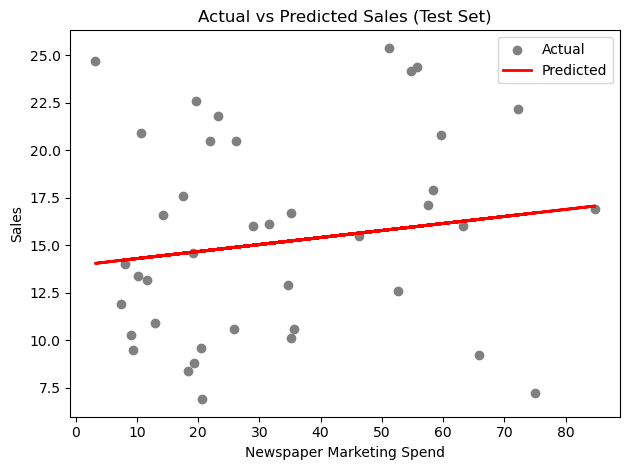 Actual vs Predicted Sales (Test Set)
Actual
Predicted
25.0
22.5
20.0
17.5
15.0
12.5
10.0
7.5
Sales
0 10 20 30 40 50 60 70 80
Newspaper Marketing Spend